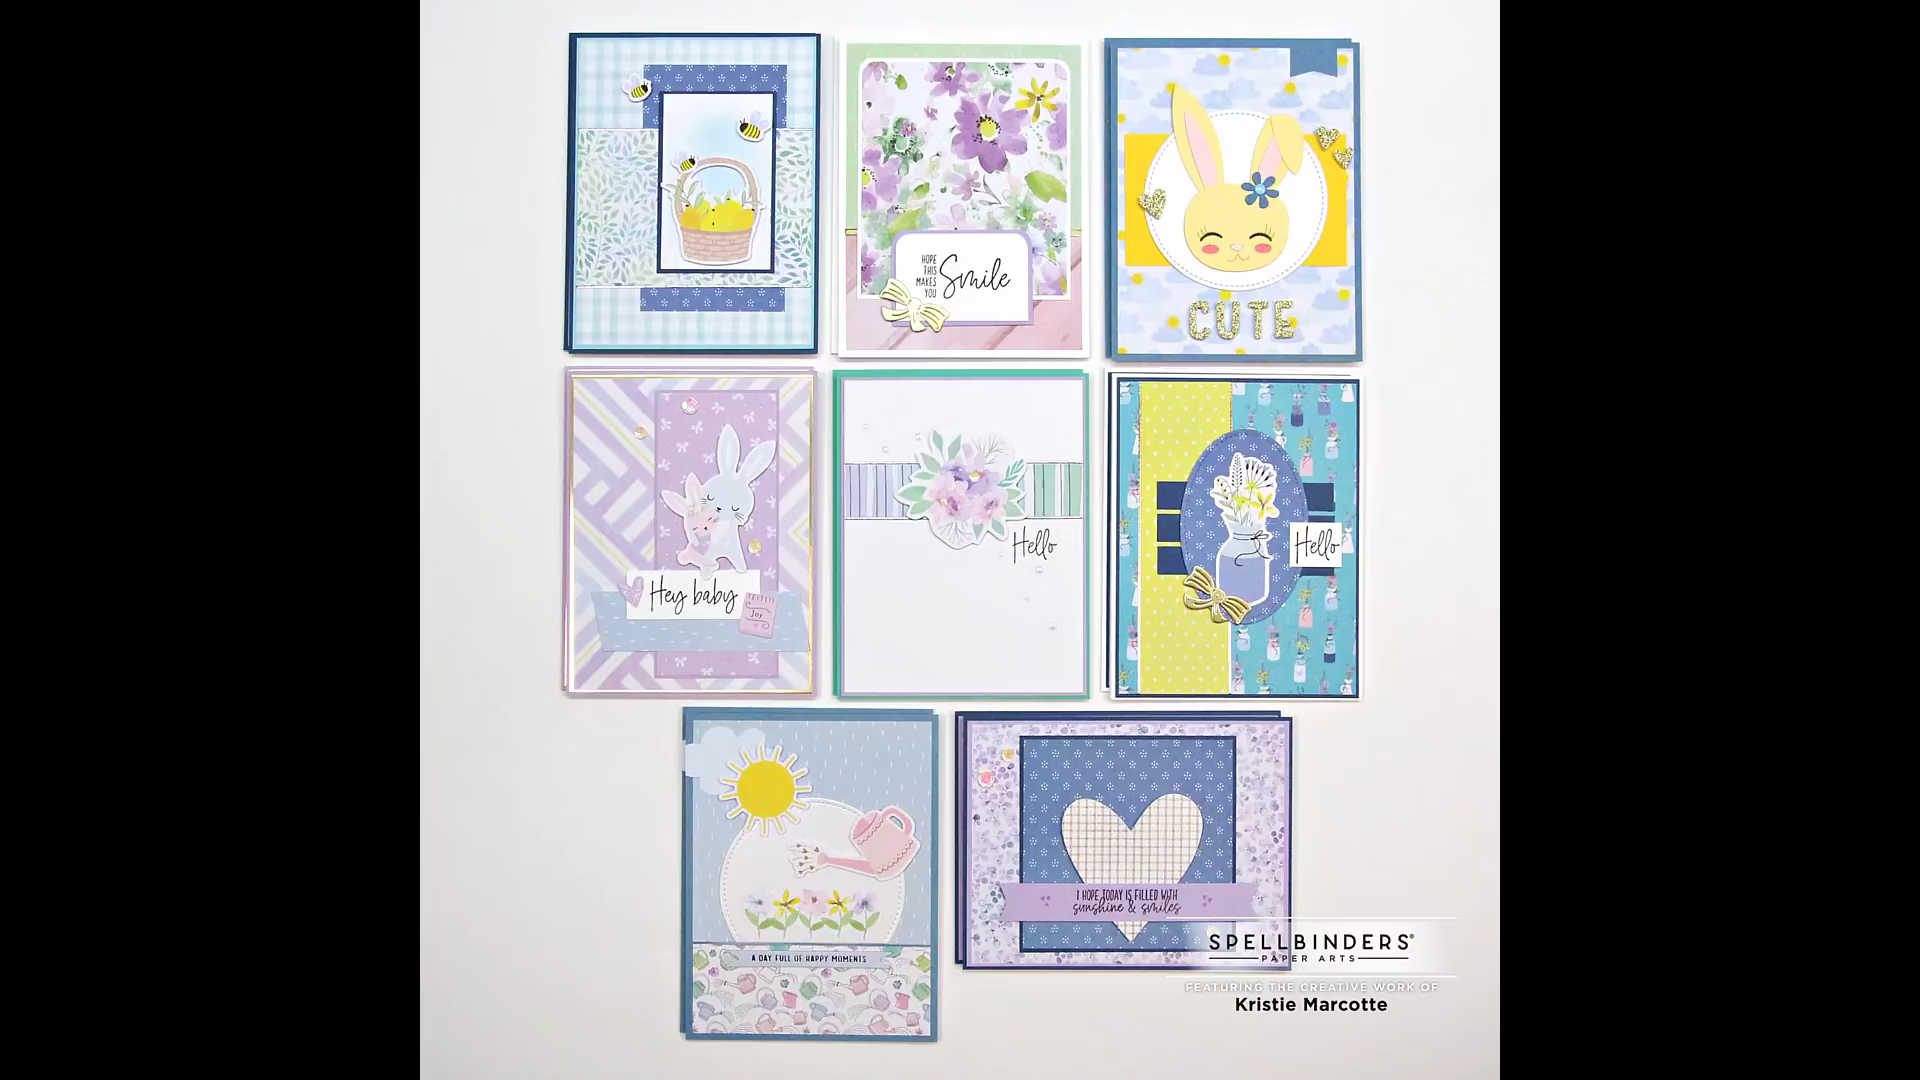 HOPE
THIS
MAKES
YOU
Smile
CUTE
Hey baby
JOY
Hello
Hello
A DAY FULL OF HAPPY MOMENTS
I HOPE TODAY IS FILLED WITH
sunshine & smiles
SPELLBINDERS®
PAPER ARTS
FEATURING THE CREATIVE WORK OF
Kristie Marcotte